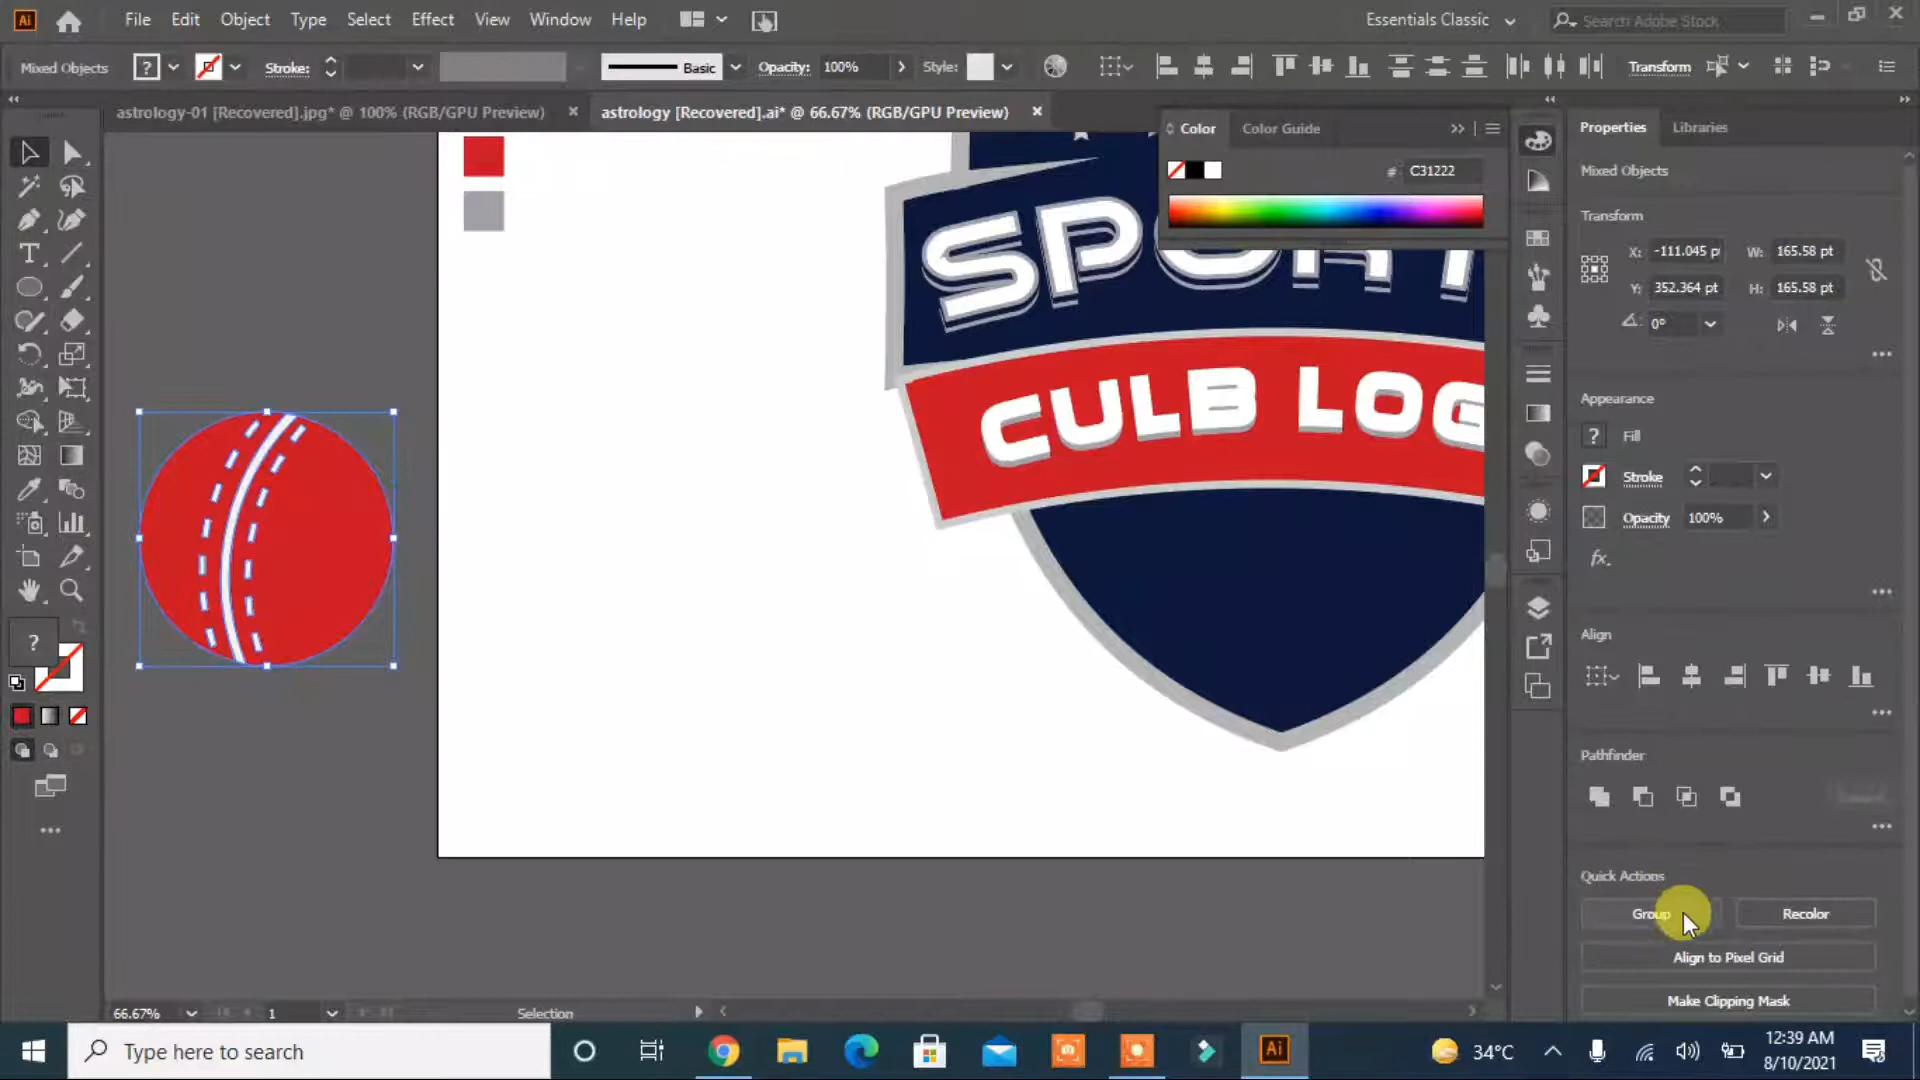 Ai File Edit Object Type Select Effect View Window Help Essentials Classic Search Adobe Stock
Mixed Objects ? Stroke: Basic Opacity: 100% Style: Transform
astrology-01 [Recovered].jpg* @ 100% (RGB/GPU Preview) × astrology [Recovered].ai* @ 66.67% (RGB/GPU Preview) ×
Color Color Guide
# C31222
Properties Libraries
Mixed Objects
Transform
X: -111.045 p W: 165.58 pt
Y: 352.364 pt H: 165.58 pt
0°
Appearance
? Fill
Stroke
Opacity 100%
fx.
Align
Pathfinder
Quick Actions
Group Recolor
Align to Pixel Grid
Make Clipping Mask
SPORT
CULB LOG
?
66.67% 1 Selection
Type here to search
Ai
34°C
12:39 AM
8/10/2021